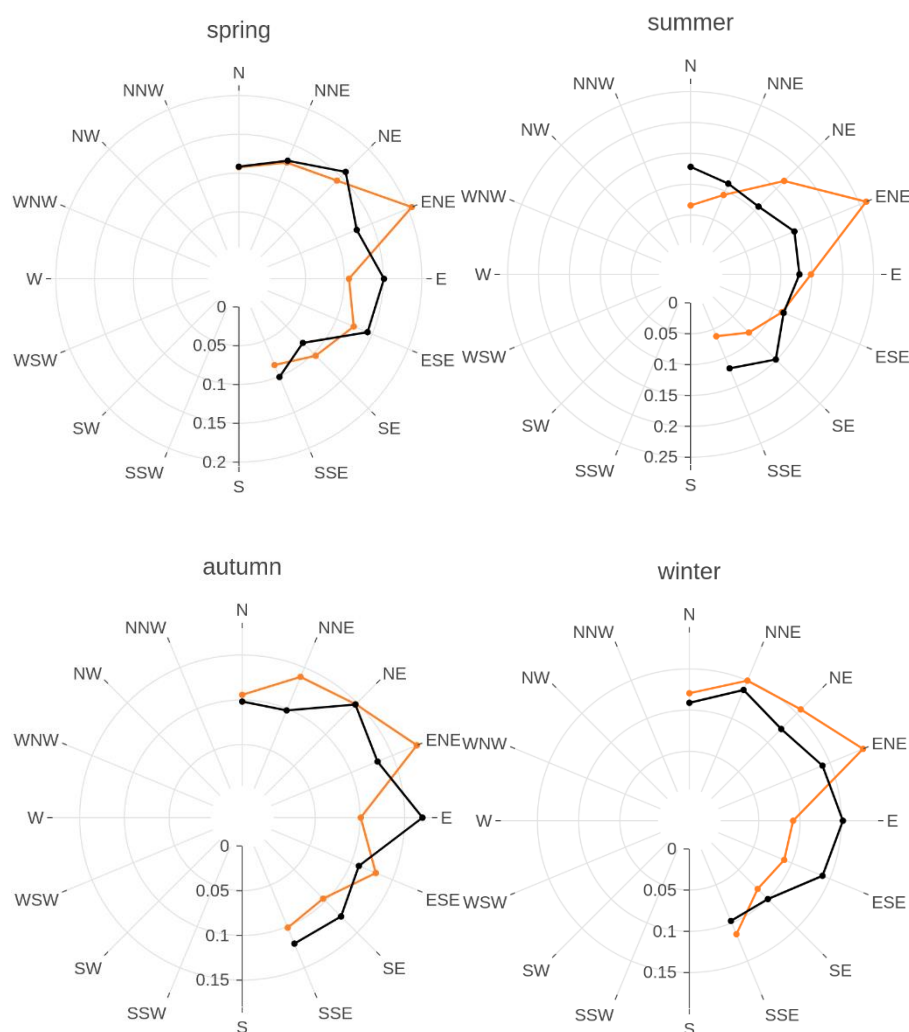 spring
N
NNW
NNE
NW
NE
WNW
ENE
W
E
0
WSW
0.05
ESE
0.1
SW
0.15
SE
SSW
0.2
SSE
S
summer
N
NNW
NNE
NW
NE
WNW
ENE
W
E
0
0.05
WSW
0.1
ESE
0.15
SW
0.2
SE
SSW
0.25
SSE
S
autumn
N
NNW
NNE
NW
NE
WNW
ENE
W
E
0
WSW
0.05
ESE
0.1
SW
SE
0.15
SSW
SSE
S
winter
N
NNW
NNE
NW
NE
WNW
ENE
W
E
0
0.05
WSW
ESE
0.1
SW
SE
0.15
SSW
SSE
S